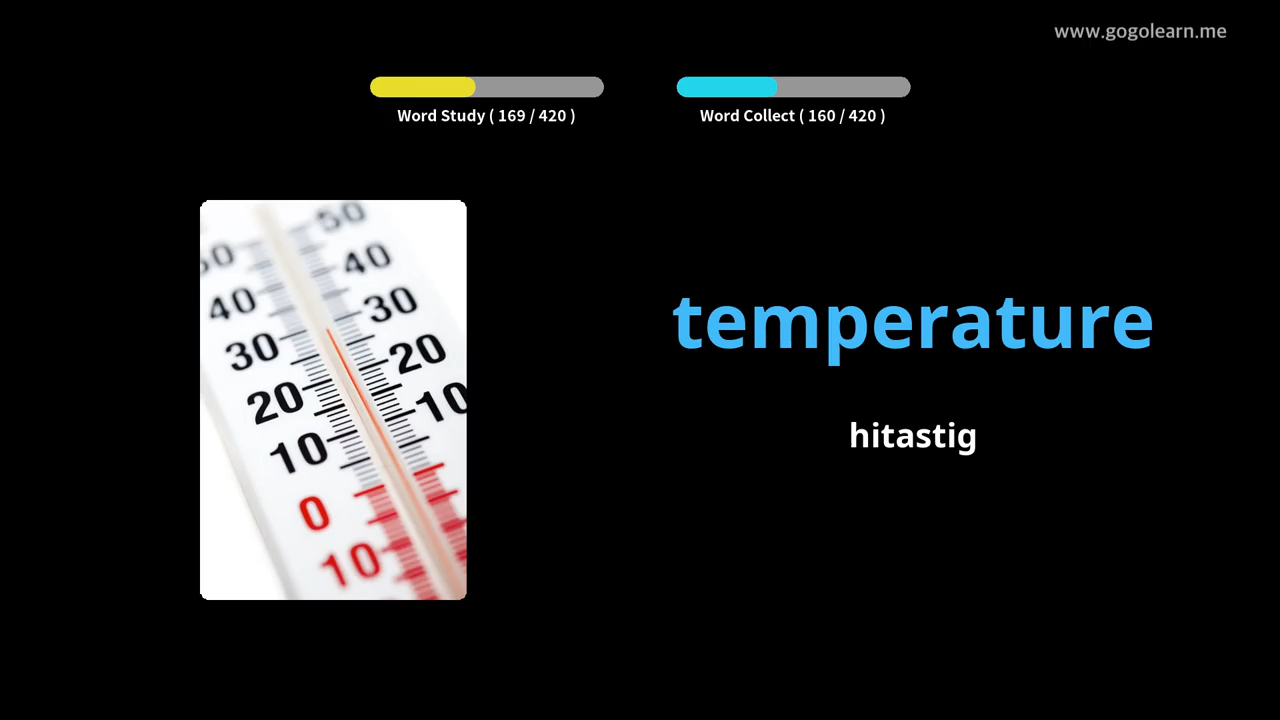 www.gogolearn.me
Word Study ( 169 / 420 )
Word Collect ( 160 / 420 )
50
50
40
40
30
30
20
20
10
10
0
10
temperature
hitastig